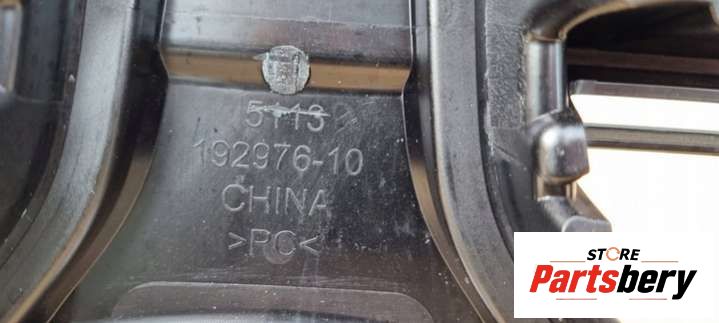 5113
192976-10
CHINA
>PC<
STORE
Partsbery